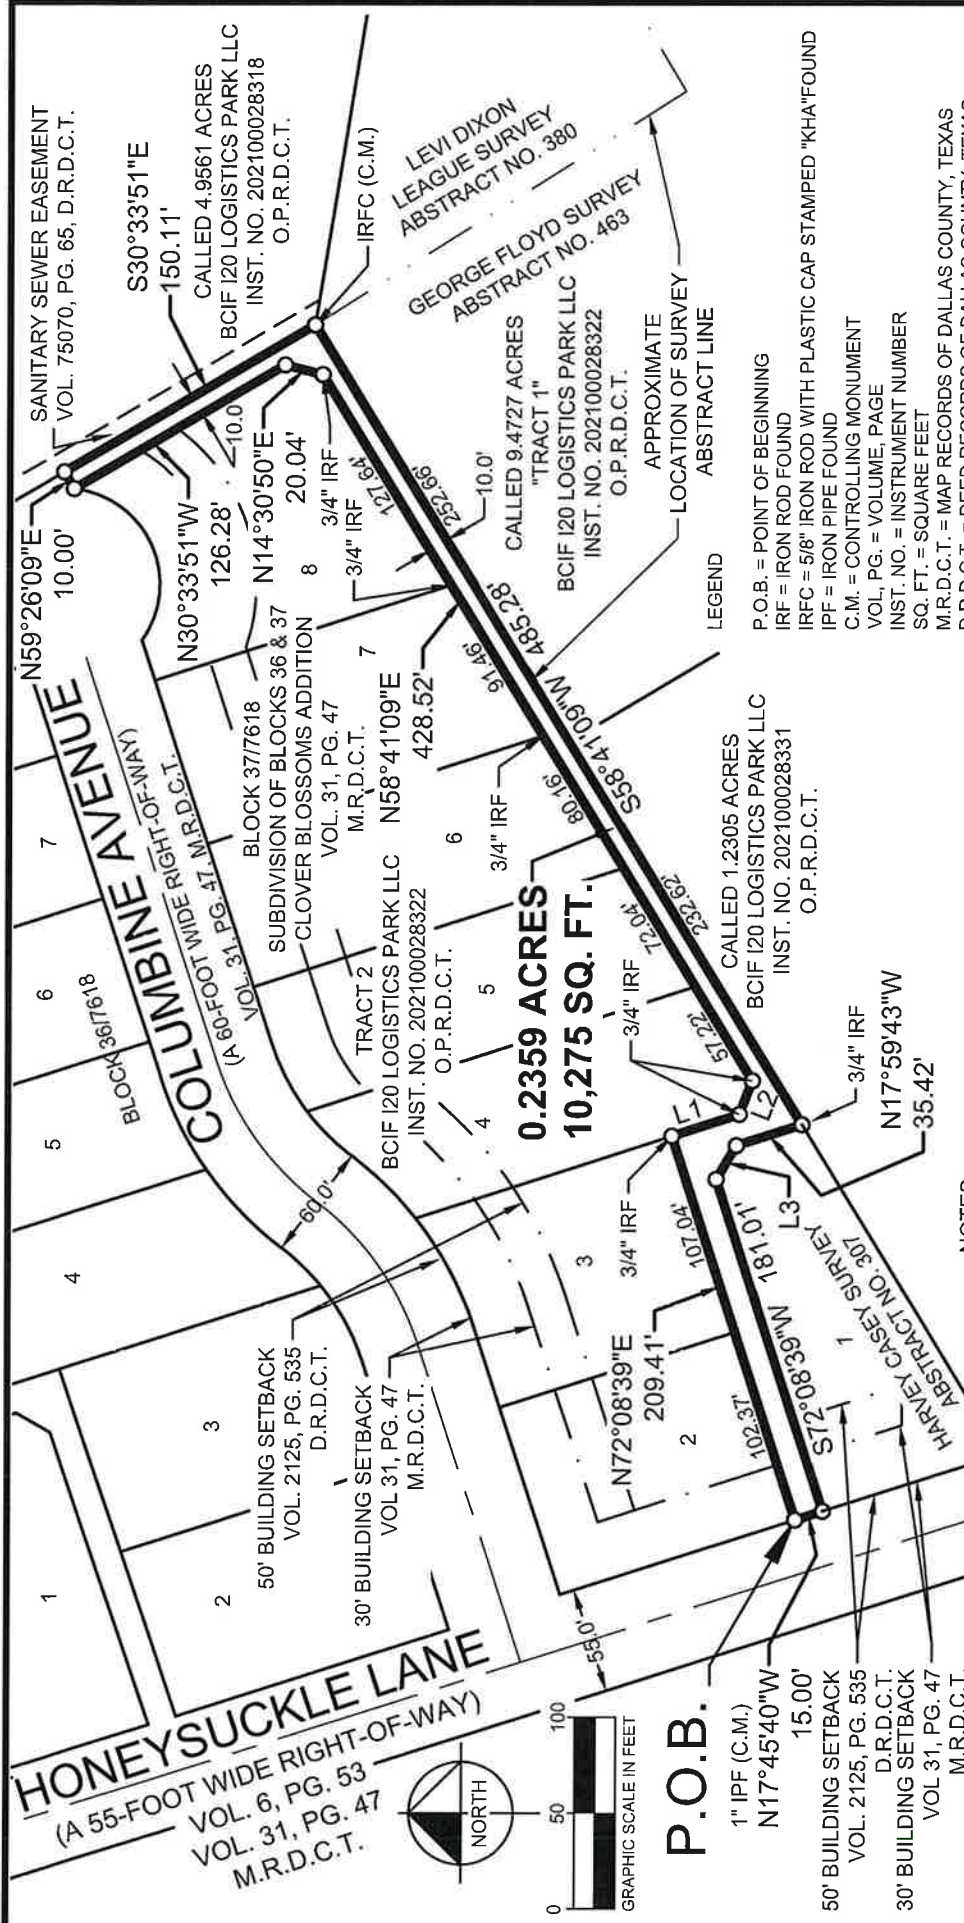 SANITARY SEWER EASEMENT
VOL. 75070, PG. 65, D.R.D.C.T.
S30°33'51"E
150.11'
CALLED 4.9561 ACRES
BCIF I20 LOGISTICS PARK LLC
INST. NO. 202100028318
O.P.R.D.C.T.
IRFC (C.M.)
LEVI DIXON
LEAGUE SURVEY
ABSTRACT NO. 380
GEORGE FLOYD SURVEY
ABSTRACT NO. 463
N59°26'09"E
10.00'
N30°33'51"W
126.28'
10.0'
N14°30'50"E
20.04'
3/4" IRF
3/4" IRF
8
127.64'
252.66'
10.0'
CALLED 9.4727 ACRES
"TRACT 1"
BCIF I20 LOGISTICS PARK LLC
INST. NO. 202100028322
O.P.R.D.C.T.
APPROXIMATE
LOCATION OF SURVEY
ABSTRACT LINE
COLUMBINE AVENUE
(A 60-FOOT WIDE RIGHT-OF-WAY)
VOL. 31, PG. 47, M.R.D.C.T.
BLOCK 37/7618
SUBDIVISION OF BLOCKS 36 & 37
CLOVER BLOSSOMS ADDITION
VOL. 31, PG. 47
M.R.D.C.T.
7
N58°41'09"E
428.52'
91.46'
485.28'
S58°41'09"W
3/4" IRF
80.16'
6
7
6
BLOCK 36/7618
5
4
TRACT 2
BCIF I20 LOGISTICS PARK LLC
INST. NO. 202100028322
O.P.R.D.C.T.
5
4
0.2359 ACRES
10,275 SQ. FT.
72.04'
232.62'
57.22'
3/4" IRF
CALLED 1.2305 ACRES
BCIF I20 LOGISTICS PARK LLC
INST. NO. 202100028331
O.P.R.D.C.T.
LEGEND
P.O.B. = POINT OF BEGINNING
IRF = IRON ROD FOUND
IRFC = 5/8" IRON ROD WITH PLASTIC CAP STAMPED "KHA"FOUND
IPF = IRON PIPE FOUND
C.M. = CONTROLLING MONUMENT
VOL, PG. = VOLUME, PAGE
INST. NO. = INSTRUMENT NUMBER
SQ. FT. = SQUARE FEET
M.R.D.C.T. = MAP RECORDS OF DALLAS COUNTY, TEXAS
60.0'
L1
L2
L3
3/4" IRF
3/4" IRF
N17°59'43"W
35.42'
3
107.04'
181.01'
N72°08'39"E
209.41'
S72°08'39"W
102.37'
2
1
HARVEY CASEY SURVEY
ABSTRACT NO. 307
50' BUILDING SETBACK
VOL. 2125, PG. 535
D.R.D.C.T.
30' BUILDING SETBACK
VOL 31, PG. 47
M.R.D.C.T.
3
2
1
HONEYSUCKLE LANE
(A 55-FOOT WIDE RIGHT-OF-WAY)
VOL. 6, PG. 53
VOL. 31, PG. 47
M.R.D.C.T.
55.0'
NORTH
0 50 100
GRAPHIC SCALE IN FEET
P.O.B.
1" IPF (C.M.)
N17°45'40"W
15.00'
50' BUILDING SETBACK
VOL. 2125, PG. 535
D.R.D.C.T.
30' BUILDING SETBACK
VOL 31, PG. 47
M.R.D.C.T.